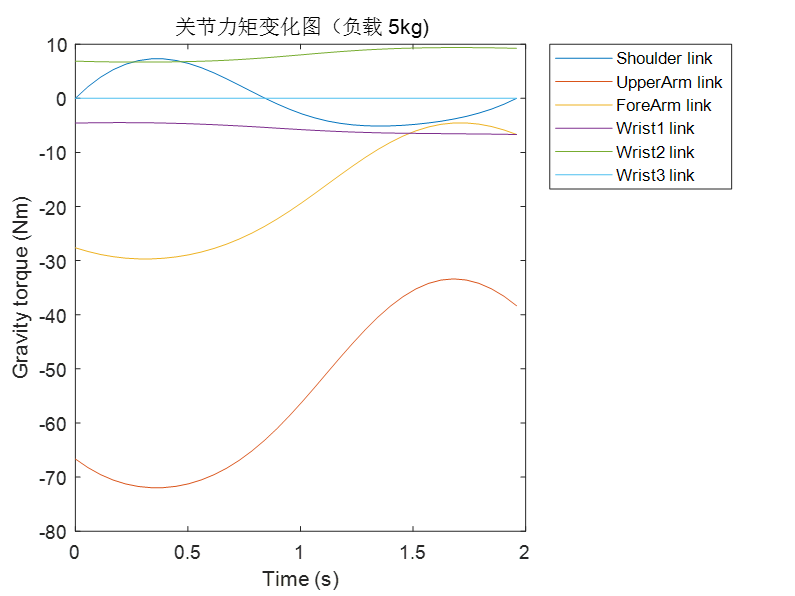 关节力矩变化图（负载 5kg)
10
0
-10
-20
-30
-40
-50
-60
-70
-80
Gravity torque (Nm)
0
0.5
1
1.5
2
Time (s)
Shoulder link
UpperArm link
ForeArm link
Wrist1 link
Wrist2 link
Wrist3 link